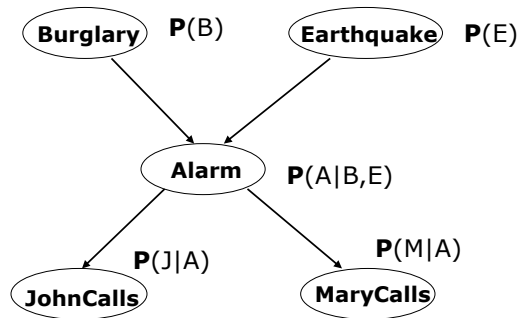 Burglary
P(B)
Earthquake
P(E)
Alarm
P(A|B,E)
P(J|A)
P(M|A)
JohnCalls
MaryCalls